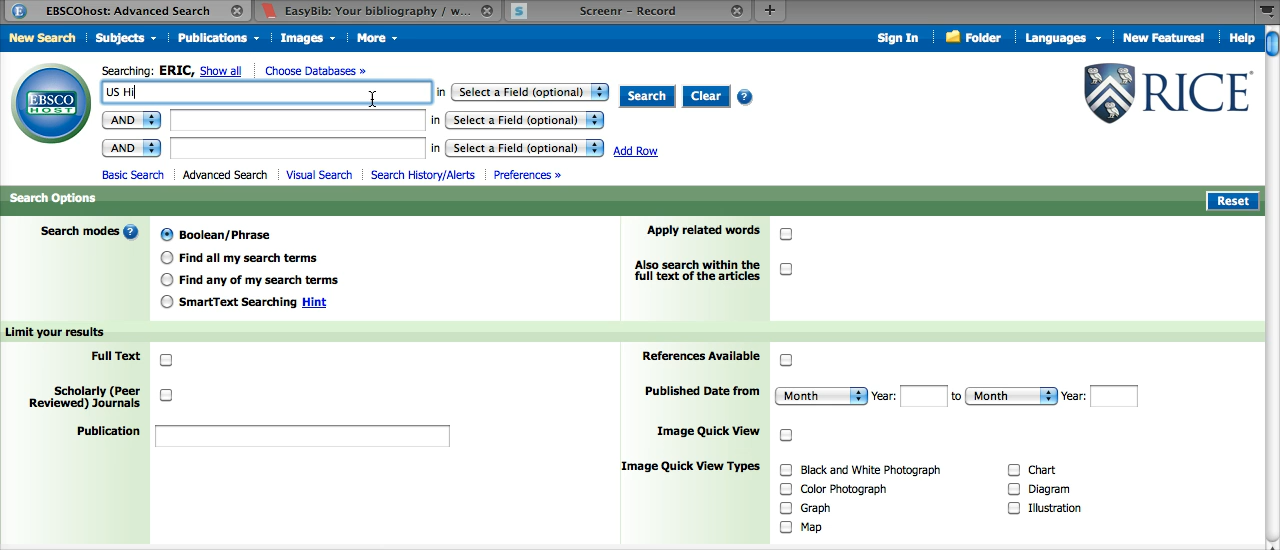 EBSCOhost: Advanced Search
EasyBib: Your bibliography / w...
Screenr - Record
New Search Subjects Publications Images More Sign In Folder Languages New Features! Help
Searching: ERIC, Show all Choose Databases »
US Hi in Select a Field (optional) Search Clear ?
AND in Select a Field (optional)
AND in Select a Field (optional) Add Row
EBSCO
HOST
RICE
Basic Search Advanced Search Visual Search Search History/Alerts Preferences »
Search Options Reset
Search modes ? Boolean/Phrase
Find all my search terms
Find any of my search terms
SmartText Searching Hint
Apply related words
Also search within the
full text of the articles
Limit your results
Full Text
Scholarly (Peer
Reviewed) Journals
Publication
References Available
Published Date from Month Year: to Month Year:
Image Quick View
Image Quick View Types Black and White Photograph Chart
Color Photograph Diagram
Graph Illustration
Map